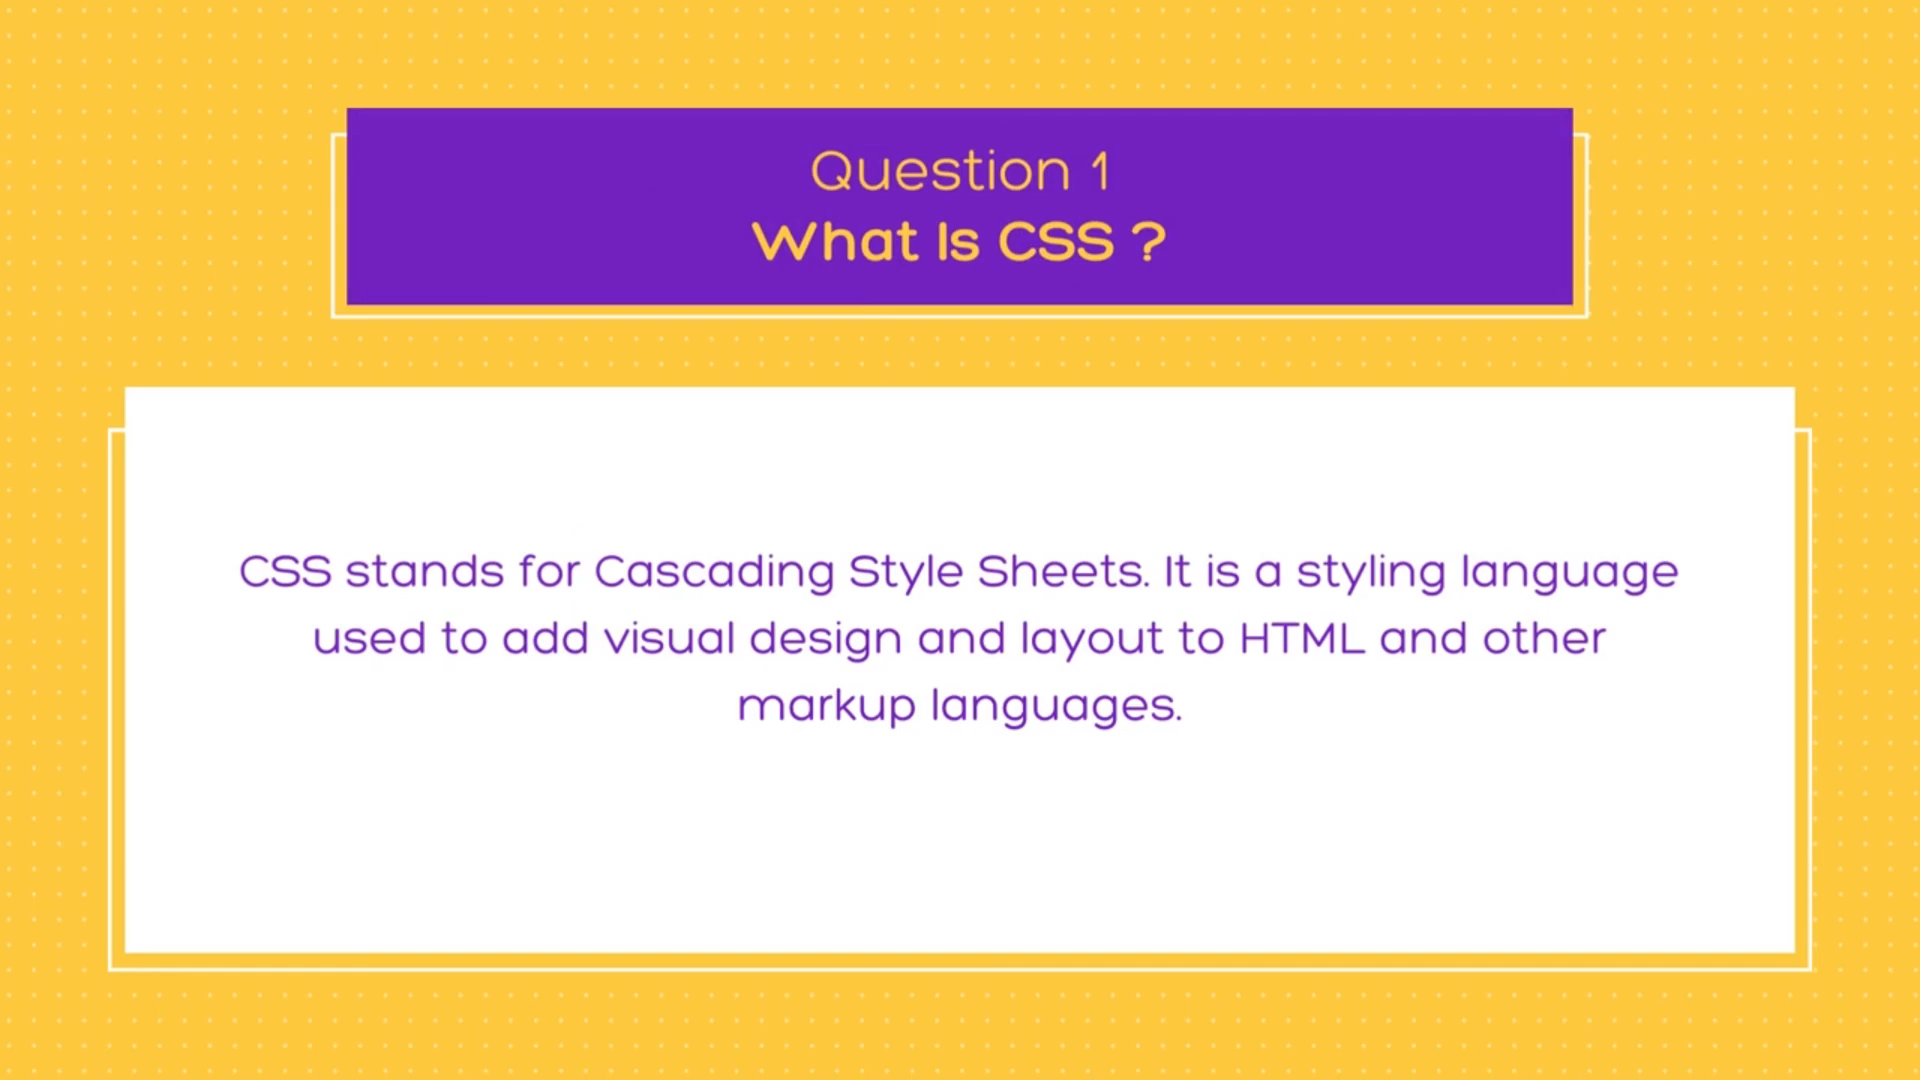 Question 1
What Is CSS ?
CSS stands for Cascading Style Sheets. It is a styling language
used to add visual design and layout to HTML and other
markup languages.